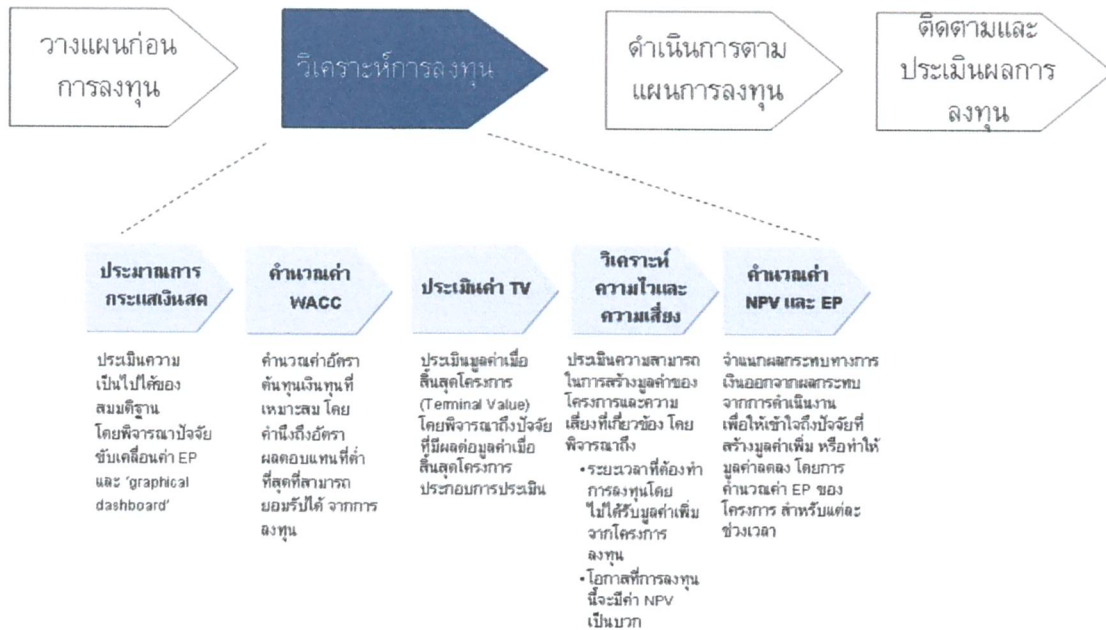 วางแผนก่อน
การลงทุน
วิเคราะห์การลงทุน
ดำเนินการตาม
แผนการลงทุน
ติดตามและ
ประเมินผลการ
ลงทุน
ประมาณการ
กระแสเงินสด
คำนวณค่า
WACC
ประเมินค่า TV
วิเคราะห์
ความไวและ
ความเสี่ยง
คำนวณค่า
NPV และ EP
ประเมินความ
เป็นไปได้ของ
สมมติฐาน
โดยพิจารณาปัจจัย
ขับเคลื่อนค่า EP
และ ‘graphical
dashboard’
คำนวณค่าอัตรา
ต้นทุนเงินทุนที่
เหมาะสม โดย
คำนึงถึงอัตรา
ผลตอบแทนที่ต่ำ
ที่สุดที่สามารถ
ยอมรับได้ จากการ
ลงทุน
ประเมินมูลค่าเมื่อ
สิ้นสุดโครงการ
(Terminal Value)
โดยพิจารณาถึงปัจจัย
ที่มีผลต่อมูลค่าเมื่อ
สิ้นสุดโครงการ
ประกอบการประเมิน
ประเมินความสามารถ
ในการสร้างมูลค่าของ
โครงการและความ
เสี่ยงที่เกี่ยวข้อง โดย
พิจารณาถึง
• ระยะเวลาที่ต้องทำ
การลงทุนโดย
ไม่ได้รับมูลค่าเพิ่ม
จากโครงการ
ลงทุน
• โอกาสที่การลงทุน
นี้จะมีค่า NPV
เป็นบวก
จำแนกผลกระทบทางการ
เงินออกจากผลกระทบ
จากการดำเนินงาน
เพื่อให้เข้าใจถึงปัจจัยที่
สร้างมูลค่าเพิ่ม หรือทำให้
มูลค่าลดลง โดยการ
คำนวณค่า EP ของ
โครงการ สำหรับแต่ละ
ช่วงเวลา